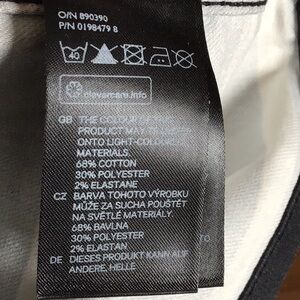 O/N 890390
P/N 0198479 8
40
clevercare.info
GB THE COLOUR OF THIS
PRODUCT MAY
ONTO LIGHT-COLOURED
MATERIALS
68% COTTON
30% POLYESTER
2% ELASTANE
CZ BARVA TOHOTO VÝROBKU
MŮŽE ZA SUCHA POUŠTĚT
NA SVĚTLÉ MATERIÁLY.
68% BAVLNA
30% POLYESTER
2% ELASTAN
DE DIESES PRODUKT KANN AUF
ANDERE, HELLE